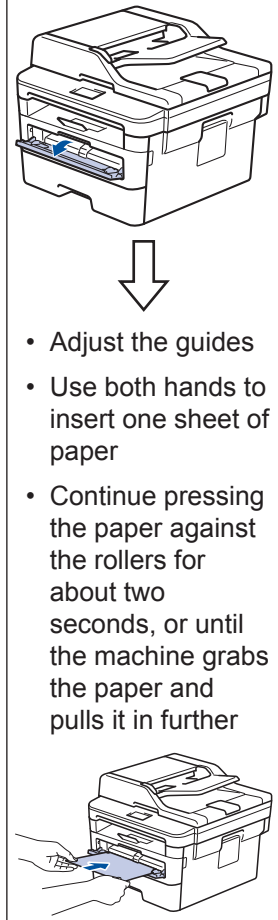 • Adjust the guides
• Use both hands to
insert one sheet of
paper
• Continue pressing
the paper against
the rollers for
about two
seconds, or until
the machine grabs
the paper and
pulls it in further